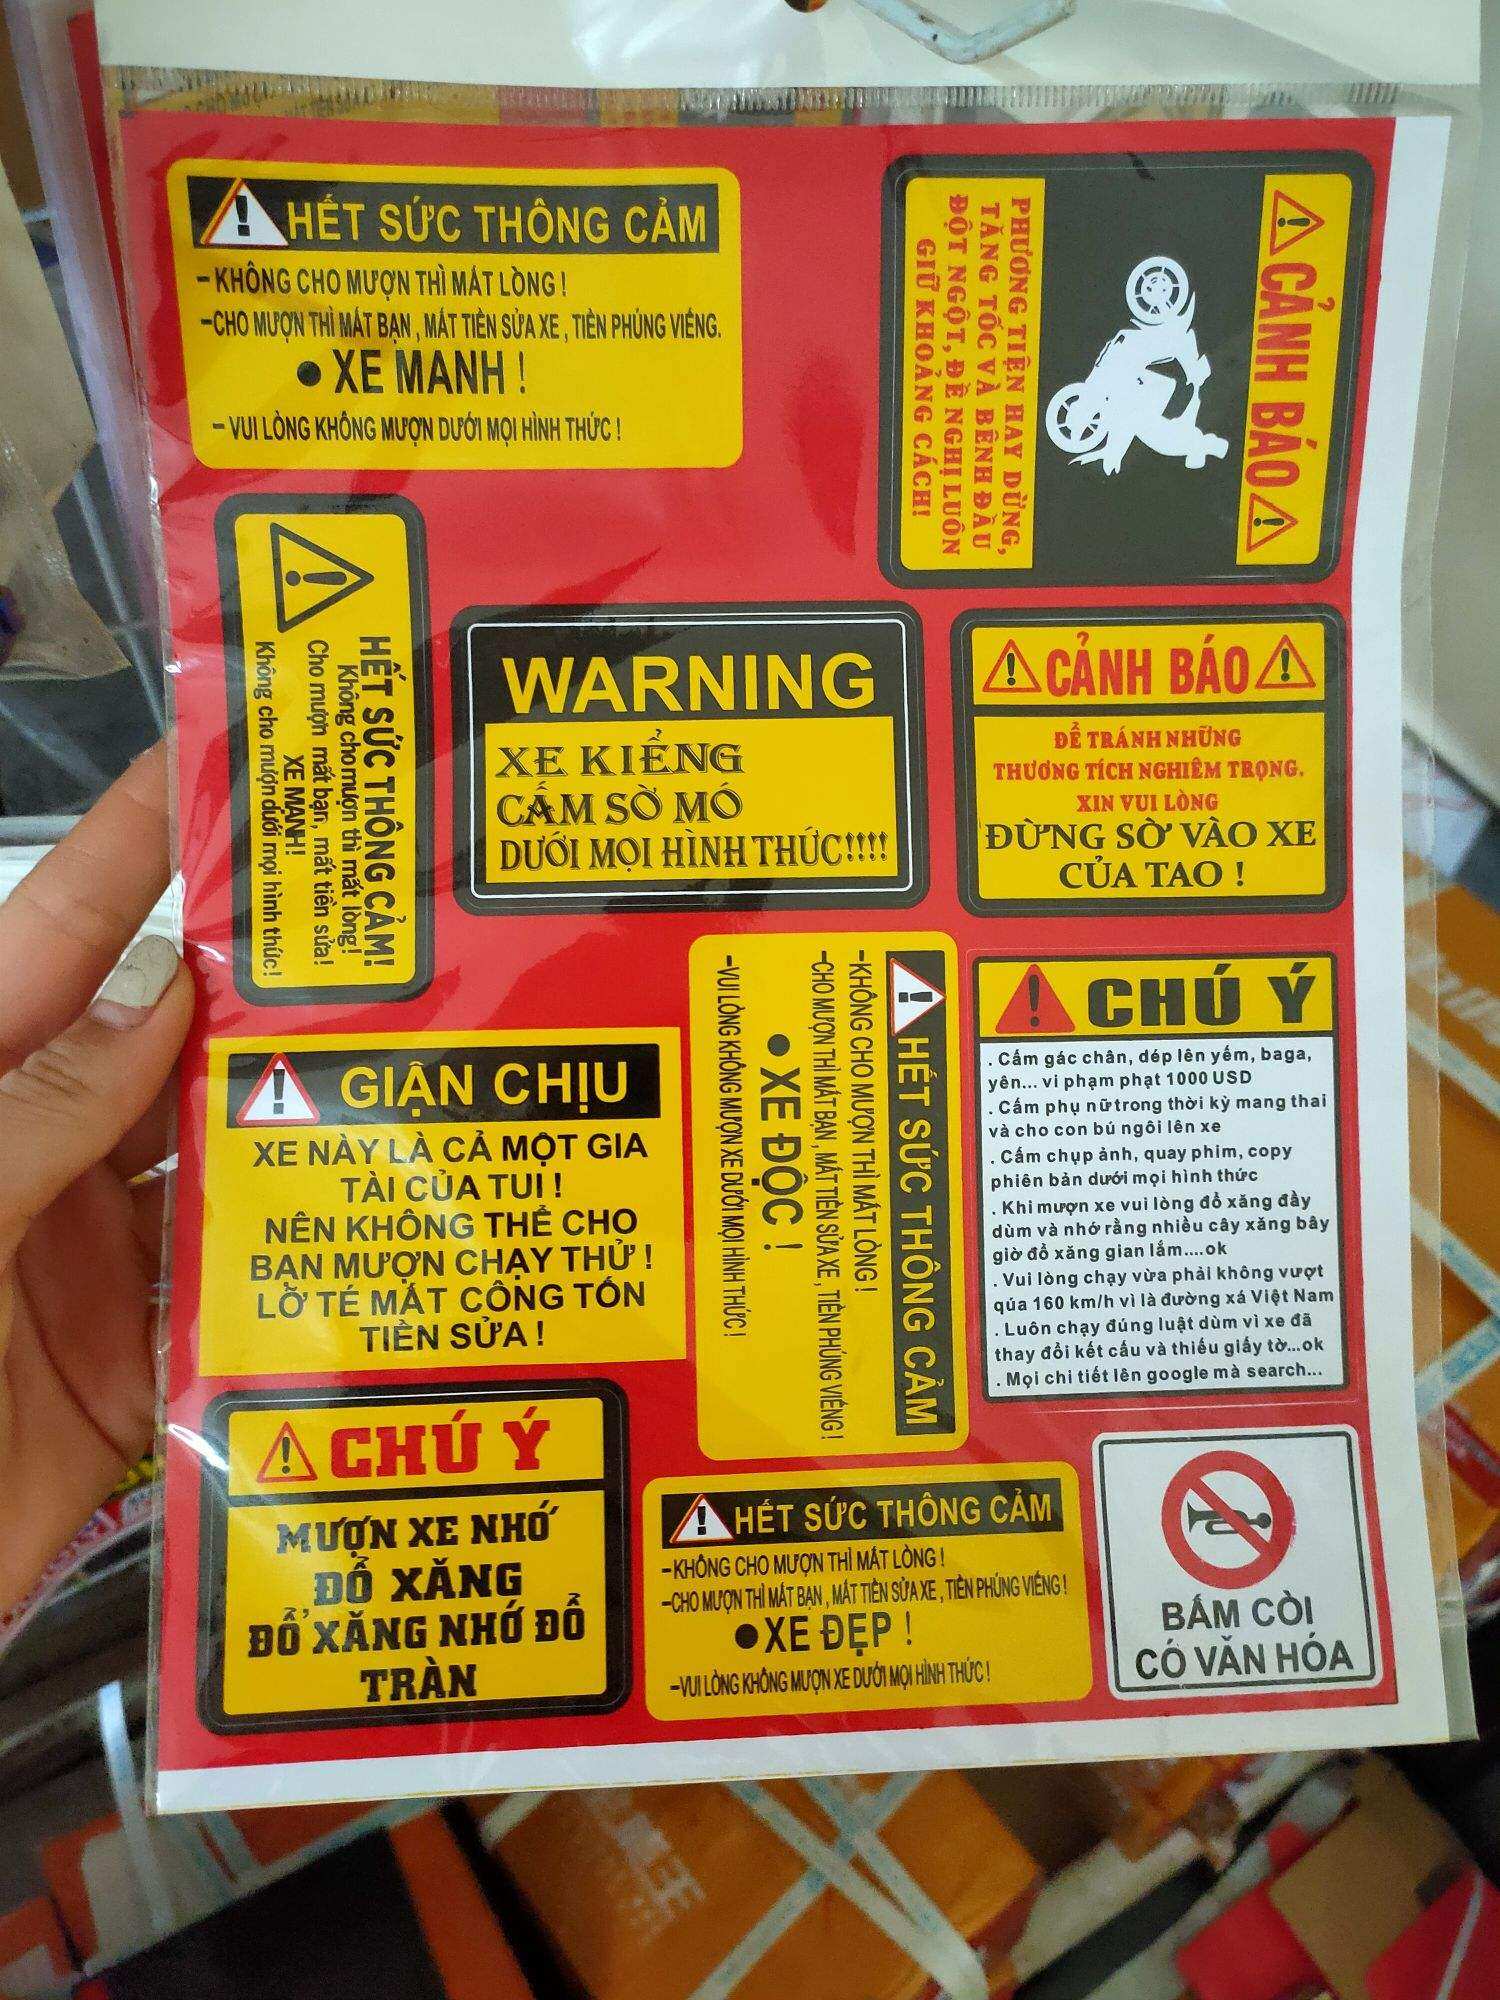 HẾT SỨC THÔNG CẢM
- KHÔNG CHO MƯỢN THÌ MẤT LÒNG !
-CHO MƯỢN THÌ MẤT BẠN , MẤT TIỀN SỬA XE , TIỀN PHÚNG VIẾNG.
• XE MANH !
- VUI LÒNG KHÔNG MƯỢN DƯỚI MỌI HÌNH THỨC !
CẢNH BÁO
PHƯƠNG TIỆN HAY DỪNG,
TĂNG TỐC VÀ BỆNH ĐẦU
ĐỘT NGỘT, ĐỀ NGHỊ LUÔN
GIỮ KHOẢNG CÁCH!
HẾT SỨC THÔNG CẢM!
Không cho mượn thì mất lòng!
Cho mượn mất bạn, mất tiền sửa!
XE MANH!
Không cho mượn dưới mọi hình thức!
WARNING
XE KIỂNG
CẤM SỜ MÓ
DƯỚI MỌI HÌNH THỨC!!!!
CẢNH BÁO
ĐỂ TRÁNH NHỮNG
THƯƠNG TÍCH NGHIÊM TRỌNG.
XIN VUI LÒNG
ĐỪNG SỜ VÀO XE
CỦA TAO !
GIẬN CHỊU
XE NÀY LÀ CẢ MỘT GIA
TÀI CỦA TUI !
NÊN KHÔNG THỂ CHO
BẠN MƯỢN CHẠY THỬ !
LỠ TÉ MẤT CÔNG TỐN
TIỀN SỬA !
HẾT SỨC THÔNG CẢM
-KHÔNG CHO MƯỢN THÌ MẤT LÒNG !
-CHO MƯỢN THÌ MẤT BẠN , MẤT TIỀN SỬA XE , TIỀN PHÚNG VIẾNG !
• XE ĐỘC !
-VUI LÒNG KHÔNG MƯỢN XE DƯỚI MỌI HÌNH THỨC !
CHÚ Ý
. Cấm gác chân, dép lên yếm, baga,
yên... vi phạm phạt 1000 USD
. Cấm phụ nữ trong thời kỳ mang thai
và cho con bú ngồi lên xe
. Cấm chụp ảnh, quay phim, copy
phiên bản dưới mọi hình thức
. Khi mượn xe vui lòng đổ xăng đầy
dùm và nhớ rằng nhiều cây xăng bây
giờ đổ xăng gian lắm....ok
. Vui lòng chạy vừa phải không vượt
qúa 160 km/h vì là đường xá Việt Nam
. Luôn chạy đúng luật dùm vì xe đã
thay đổi kết cấu và thiếu giấy tờ...ok
. Mọi chi tiết lên google mà search...
CHÚ Ý
MƯỢN XE NHỚ
ĐỔ XĂNG
ĐỔ XĂNG NHỚ ĐỔ
TRÀN
HẾT SỨC THÔNG CẢM
-KHÔNG CHO MƯỢN THÌ MẤT LÒNG !
-CHO MƯỢN THÌ MẤT BẠN , MẤT TIỀN SỬA XE , TIỀN PHÚNG VIẾNG !
• XE ĐẸP !
-VUI LÒNG KHÔNG MƯỢN XE DƯỚI MỌI HÌNH THỨC !
BẤM CÒI
CÓ VĂN HÓA